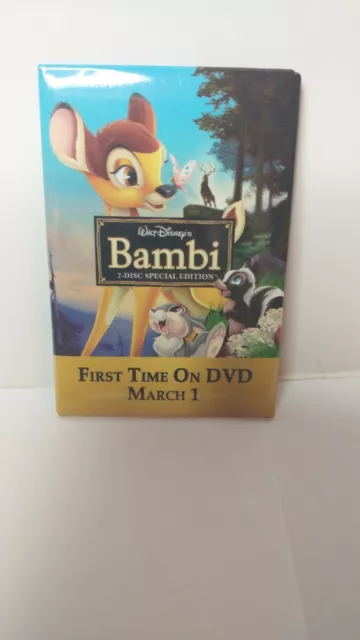 Walt Disney's
Bambi
2-DISC SPECIAL EDITION
FIRST TIME ON DVD
MARCH 1